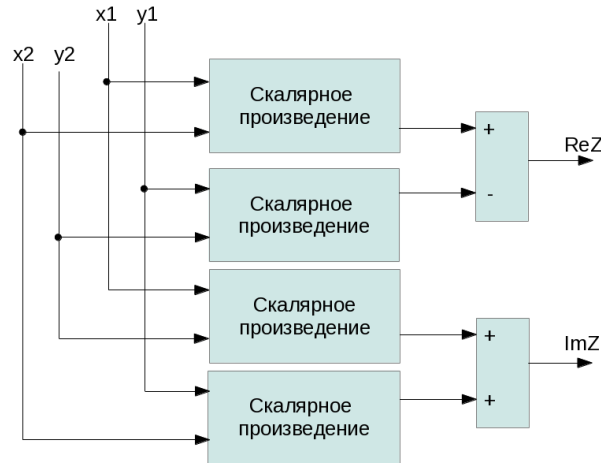 x1 y1
x2 y2
Скалярное
произведение
+
ReZ
Скалярное
произведение
-
Скалярное
произведение
+
ImZ
Скалярное
произведение
+